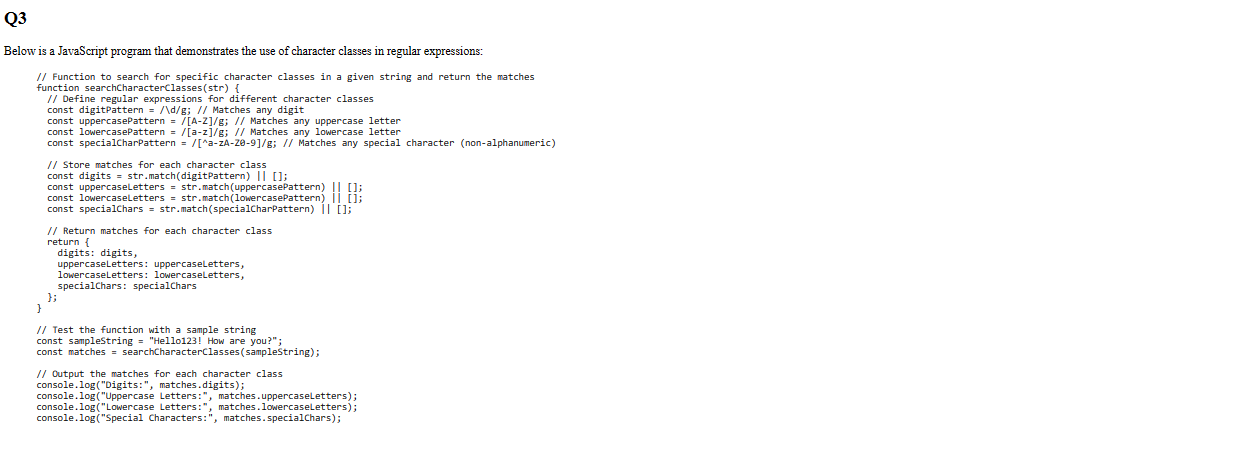 Q3
Below is a JavaScript program that demonstrates the use of character classes in regular expressions:
// Function to search for specific character classes in a given string and return the matches
function searchCharacterClasses(str) {
  // Define regular expressions for different character classes
  const digitPattern = /\d/g; // Matches any digit
  const uppercasePattern = /[A-Z]/g; // Matches any uppercase letter
  const lowercasePattern = /[a-z]/g; // Matches any lowercase letter
  const specialCharPattern = /[^a-zA-Z0-9]/g; // Matches any special character (non-alphanumeric)

  // Store matches for each character class
  const digits = str.match(digitPattern) || [];
  const uppercaseLetters = str.match(uppercasePattern) || [];
  const lowercaseLetters = str.match(lowercasePattern) || [];
  const specialChars = str.match(specialCharPattern) || [];

  // Return matches for each character class
  return {
    digits: digits,
    uppercaseLetters: uppercaseLetters,
    lowercaseLetters: lowercaseLetters,
    specialChars: specialChars
  };
}

// Test the function with a sample string
const sampleString = "Hello123! How are you?";
const matches = searchCharacterClasses(sampleString);

// Output the matches for each character class
console.log("Digits:", matches.digits);
console.log("Uppercase Letters:", matches.uppercaseLetters);
console.log("Lowercase Letters:", matches.lowercaseLetters);
console.log("Special Characters:", matches.specialChars);